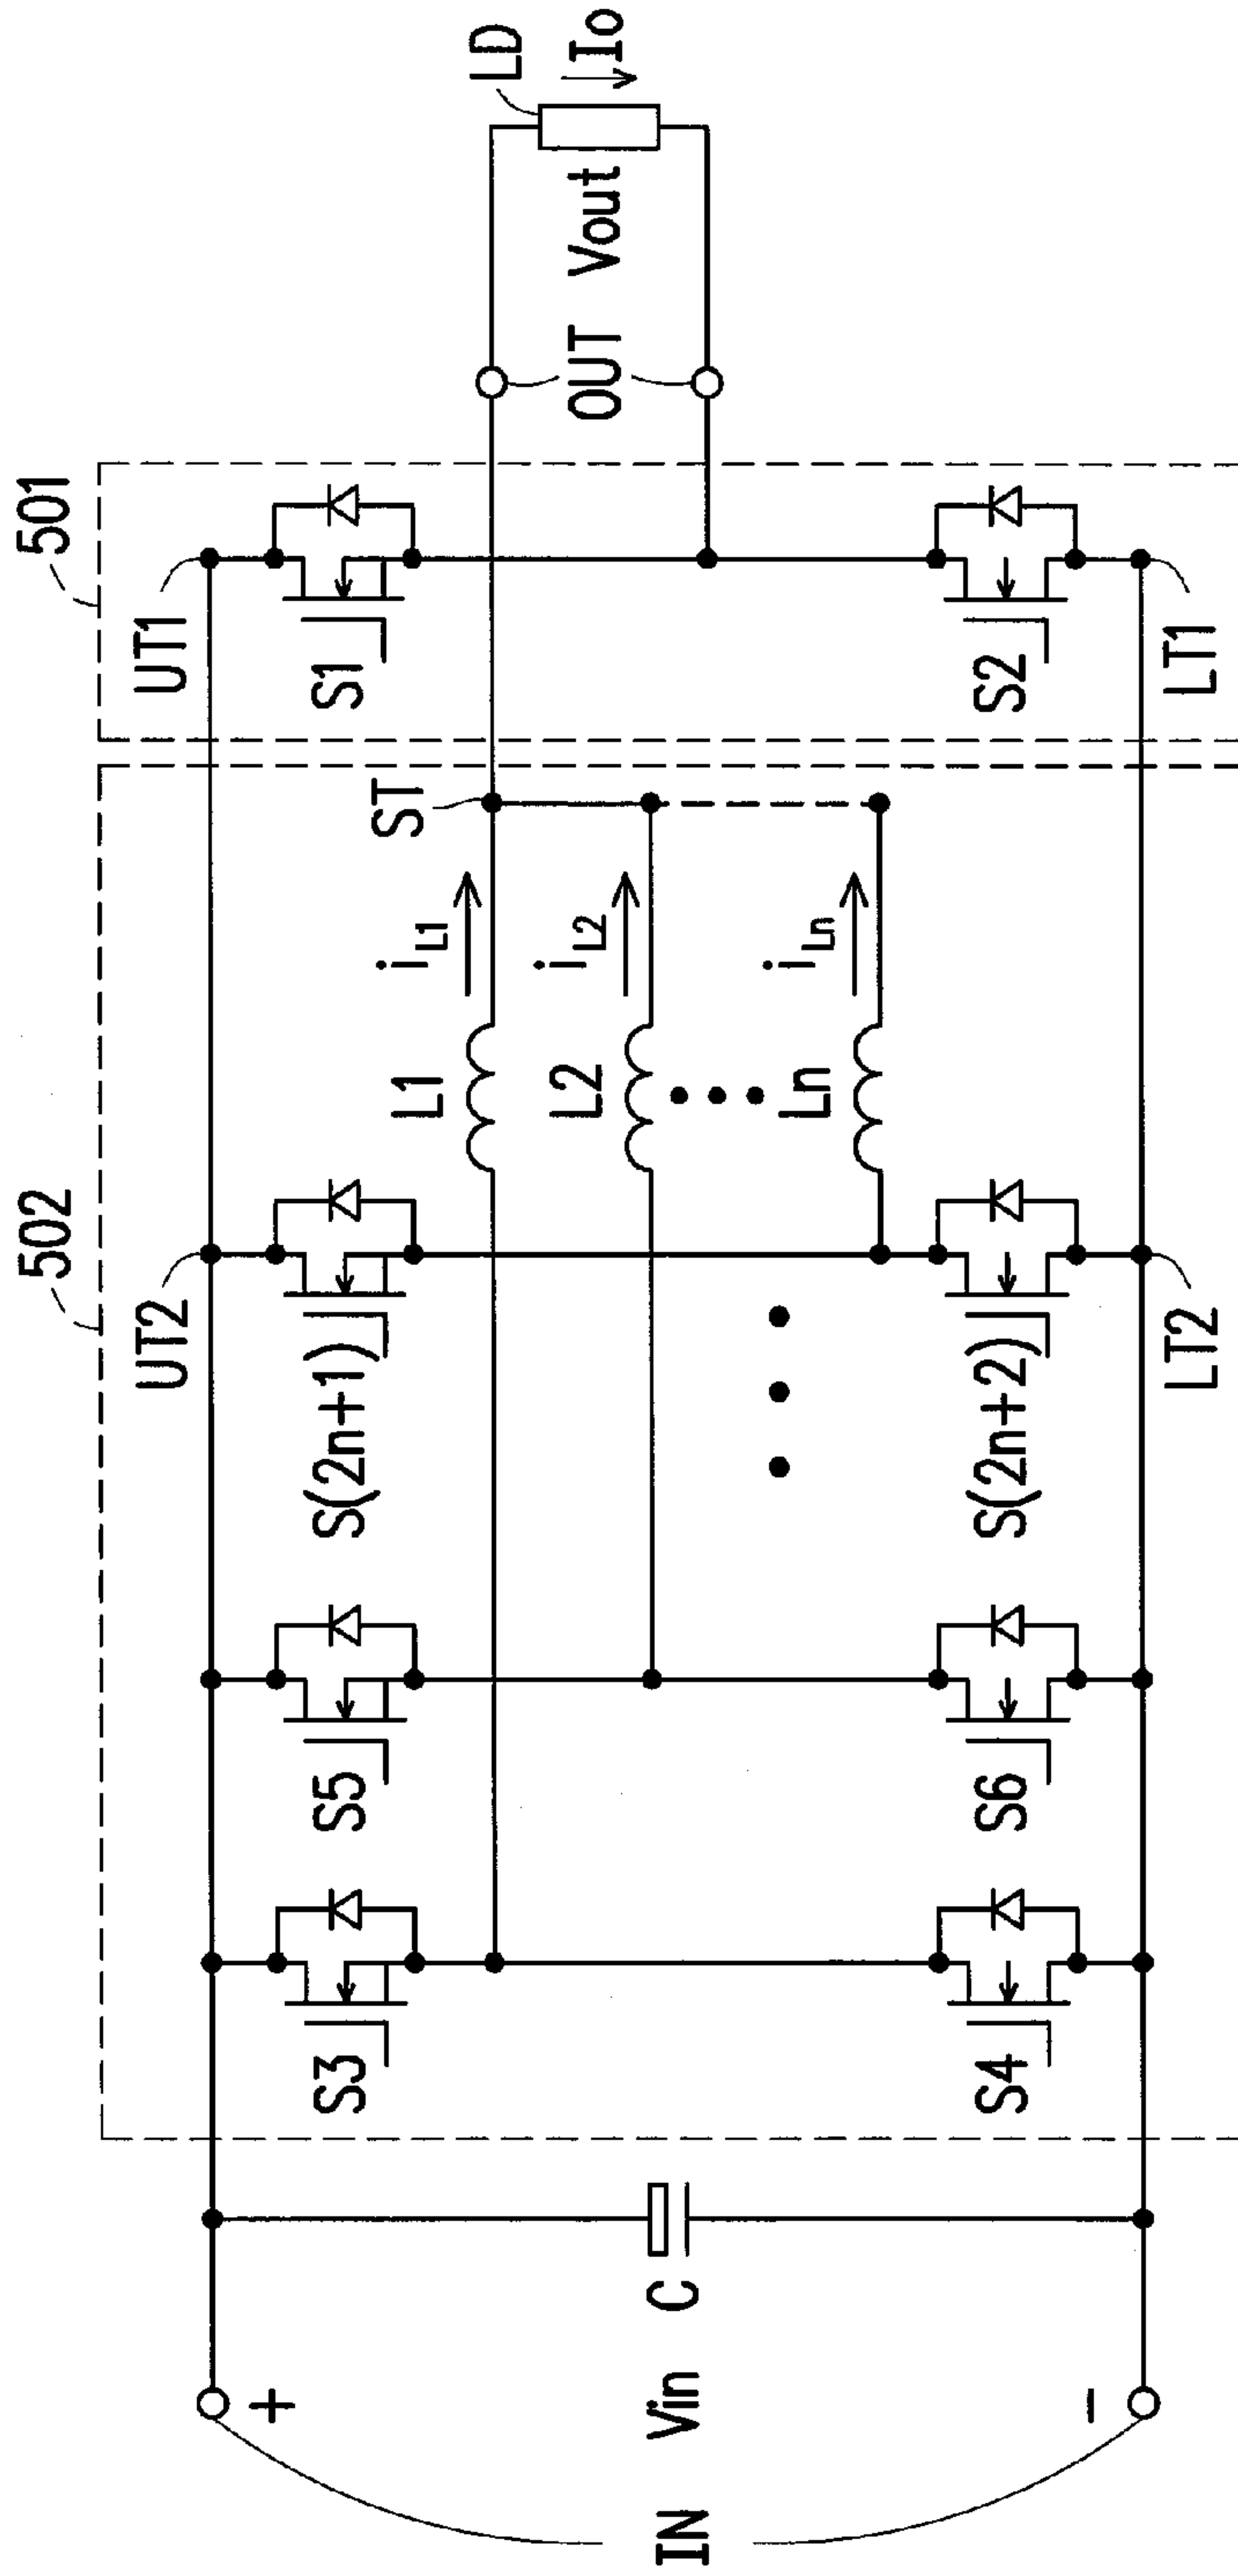 502
501
UT2
UT1
IN
+
Vin
-
C
S3
S5
S(2n+1)
S1
S4
S6
S(2n+2)
S2
L1
L2
Ln
iL1
iL2
iLn
ST
OUT
Vout
LD
Io
LT2
LT1